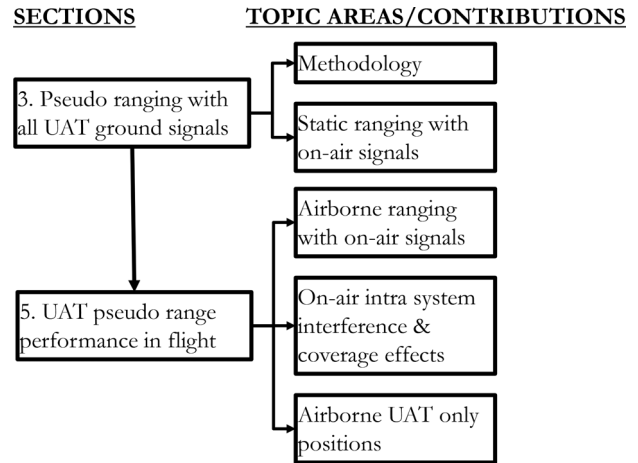 SECTIONS
TOPIC AREAS/CONTRIBUTIONS
3. Pseudo ranging with
all UAT ground signals
Methodology
Static ranging with
on-air signals
5. UAT pseudo range
performance in flight
Airborne ranging
with on-air signals
On-air intra system
interference &
coverage effects
Airborne UAT only
positions